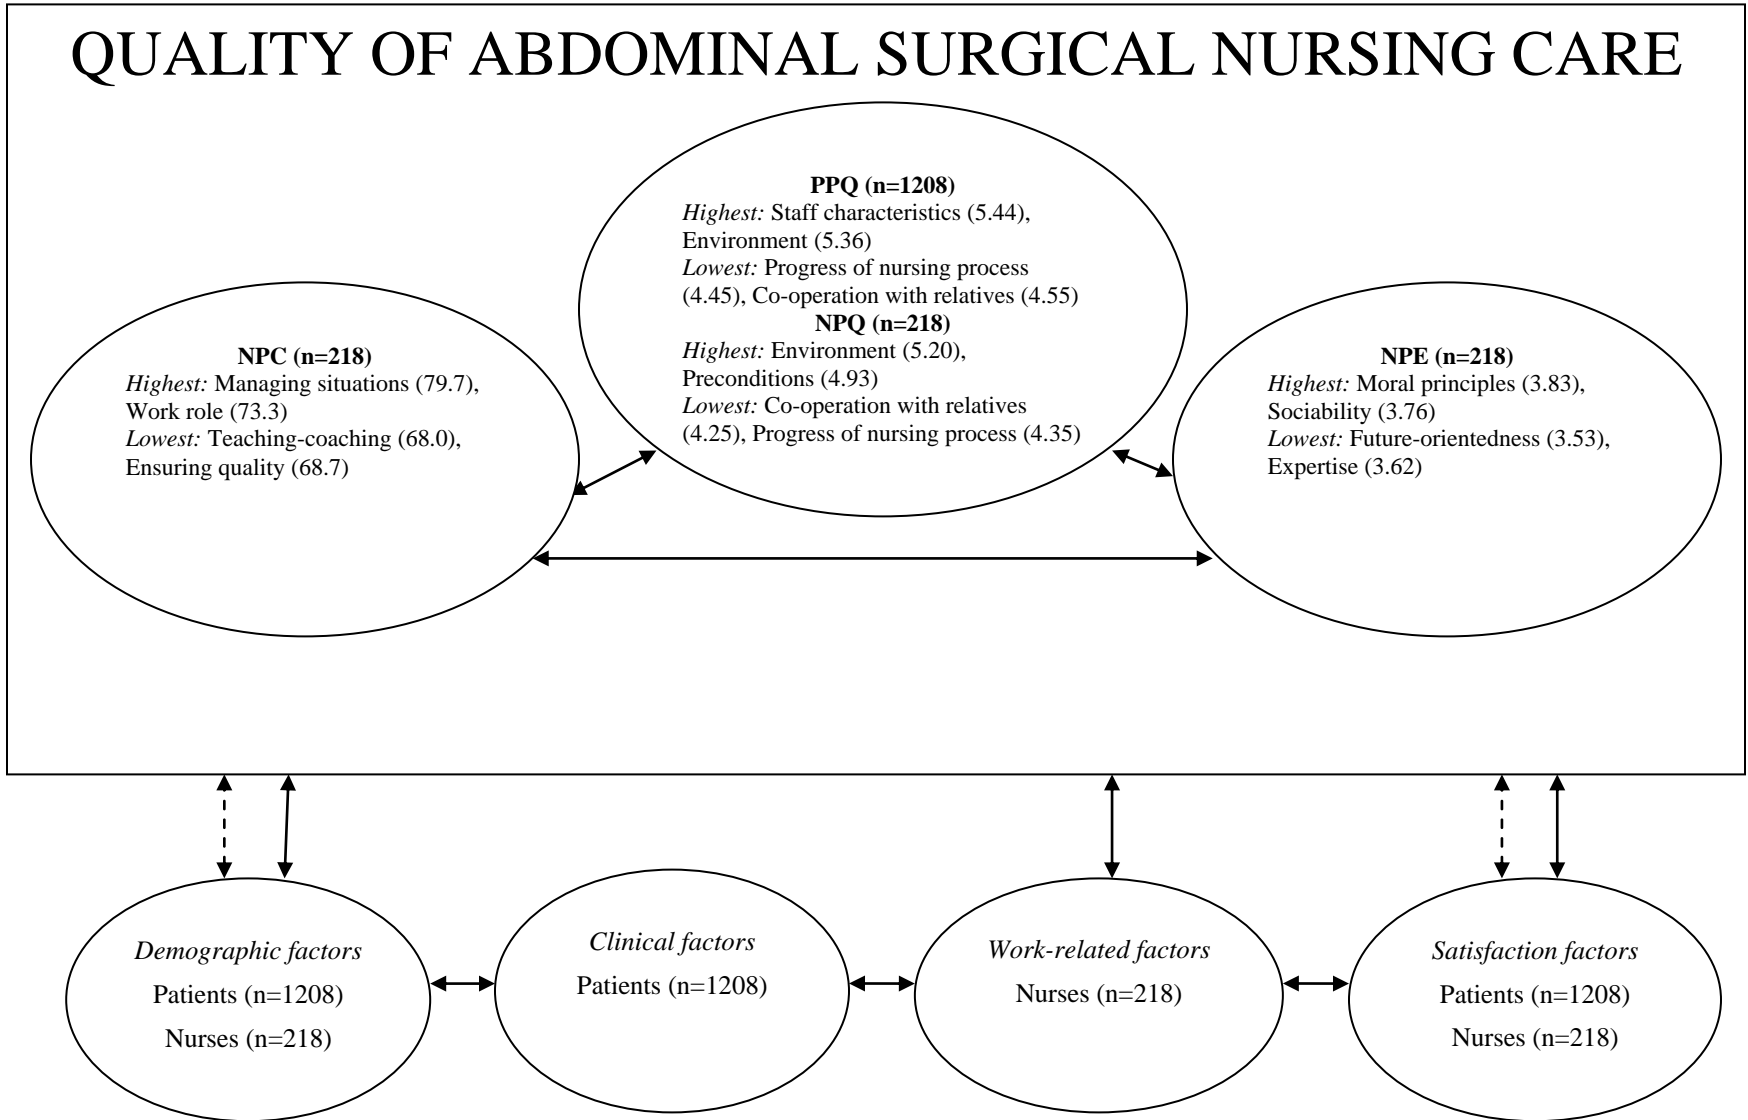 QUALITY OF ABDOMINAL SURGICAL NURSING CARE
PPQ (n=1208)
Highest: Staff characteristics (5.44),
Environment (5.36)
Lowest: Progress of nursing process
(4.45), Co-operation with relatives (4.55)
NPQ (n=218)
Highest: Environment (5.20),
Preconditions (4.93)
Lowest: Co-operation with relatives
(4.25), Progress of nursing process (4.35)
NPC (n=218)
Highest: Managing situations (79.7),
Work role (73.3)
Lowest: Teaching-coaching (68.0),
Ensuring quality (68.7)
NPE (n=218)
Highest: Moral principles (3.83),
Sociability (3.76)
Lowest: Future-orientedness (3.53),
Expertise (3.62)
Demographic factors
Patients (n=1208)
Nurses (n=218)
Clinical factors
Patients (n=1208)
Work-related factors
Nurses (n=218)
Satisfaction factors
Patients (n=1208)
Nurses (n=218)